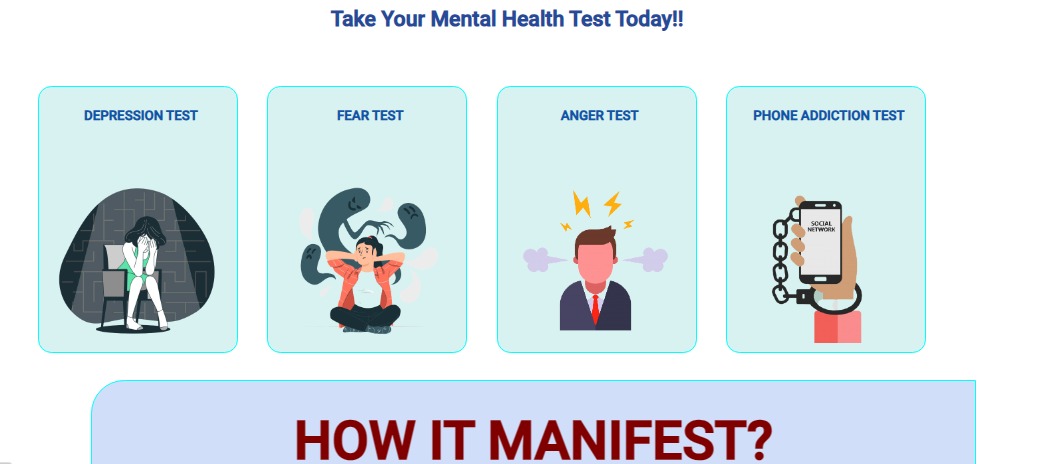 Take Your Mental Health Test Today!!
DEPRESSION TEST
FEAR TEST
ANGER TEST
PHONE ADDICTION TEST
SOCIAL
NETWORK
HOW IT MANIFEST?